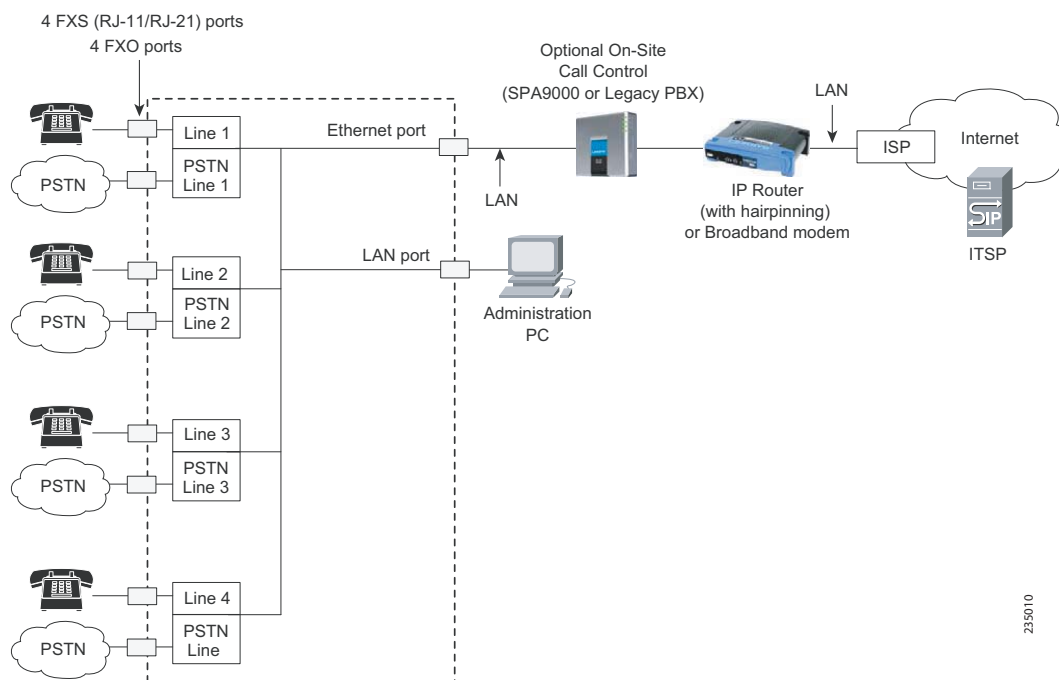 4 FXS (RJ-11/RJ-21) ports
4 FXO ports
Line 1
PSTN
Line 1
PSTN
Line 2
PSTN
Line 2
PSTN
Line 3
PSTN
Line 3
PSTN
Line 4
PSTN
Line
PSTN
Ethernet port
LAN port
LAN
Administration
PC
Optional On-Site
Call Control
(SPA9000 or Legacy PBX)
IP Router
(with hairpinning)
or Broadband modem
LAN
ISP
Internet
SIP
ITSP
235010